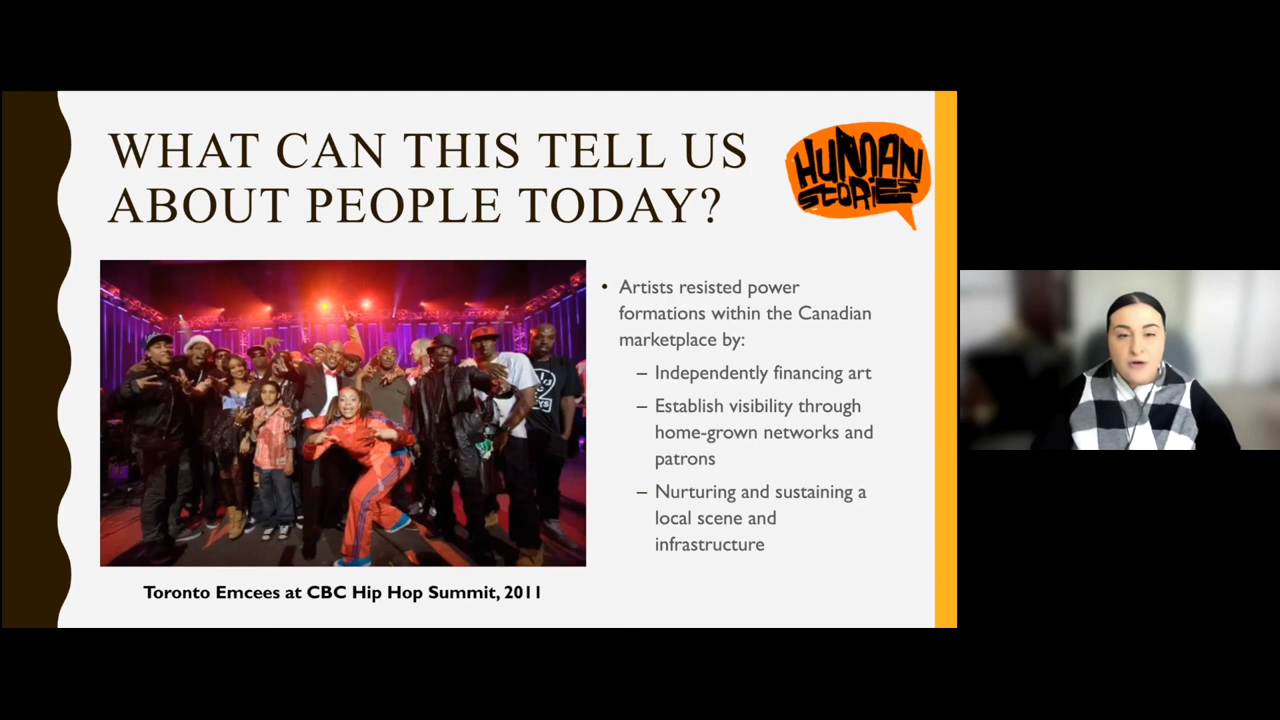 WHAT CAN THIS TELL US
ABOUT PEOPLE TODAY?
HUMAN
STORIEZ
• Artists resisted power
formations within the Canadian
marketplace by:
– Independently financing art
– Establish visibility through
home-grown networks and
patrons
– Nurturing and sustaining a
local scene and
infrastructure
Toronto Emcees at CBC Hip Hop Summit, 2011